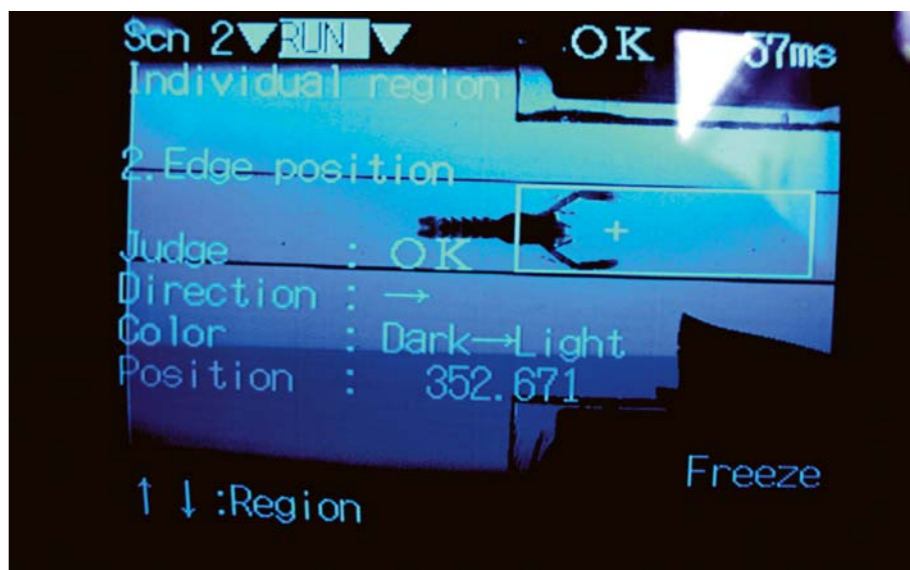 Scn 2▼RUN ▼ OK 57ms
Individual region
2.Edge position
Judge : OK
Direction : →
Color : Dark→Light
Position : 352.671
Freeze
↑ ↓ :Region